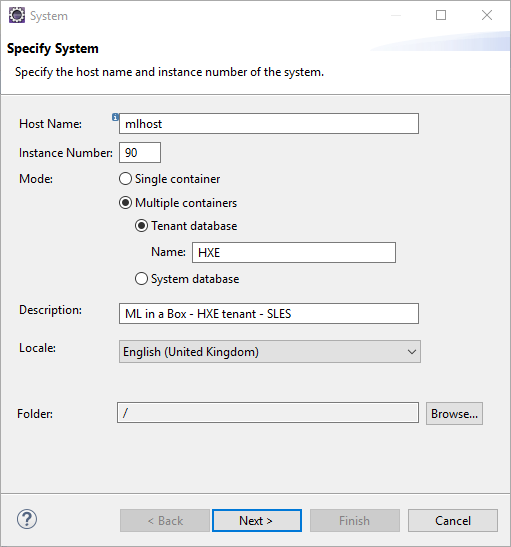 System
Specify System
Specify the host name and instance number of the system.
Host Name: mlhost
Instance Number: 90
Mode: Single container
Multiple containers
Tenant database
Name: HXE
System database
Description: ML in a Box - HXE tenant - SLES
Locale: English (United Kingdom)
Folder: / Browse...
? < Back Next > Finish Cancel